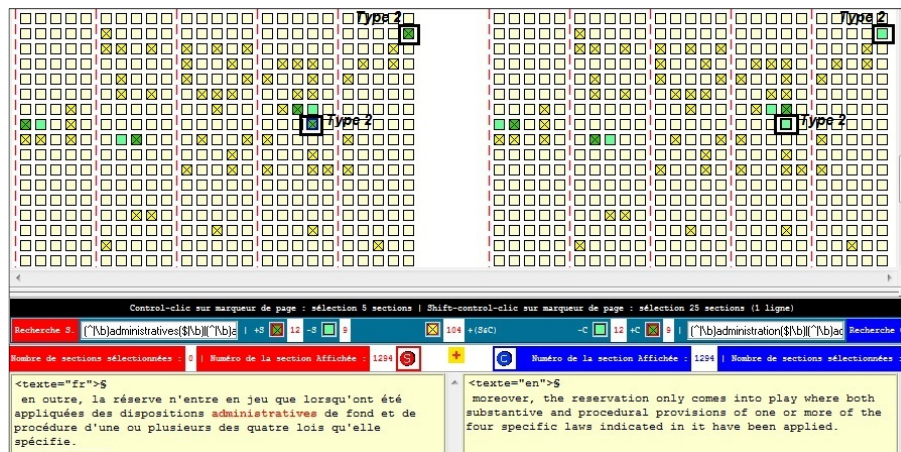 Type 2
Type 2
Type 2
Type 2
Control-clic sur marqueur de page : sélection 5 sections | Shift-control-clic sur marqueur de page : sélection 25 sections (1 ligne)
Recherche S. (^|\b)administratives($|\b)|(^|\b)a | +S 12 -S 9 104 +(S&C) -C 12 +C 9 | (^|\b)administration($|\b)|(^|\b)ad Recherche
Nombre de sections sélectionnées : 0 | Numéro de la section Affichée : 1294 S + C Numéro de la section Affichée : 1294 | Nombre de sections sélectionnées :
<texte="fr">§
en outre, la réserve n'entre en jeu que lorsqu'ont été
appliquées des dispositions administratives de fond et de
procédure d'une ou plusieurs des quatre lois qu'elle
spécifie.
<texte="en">§
moreover, the reservation only comes into play where both
substantive and procedural provisions of one or more of the
four specific laws indicated in it have been applied.